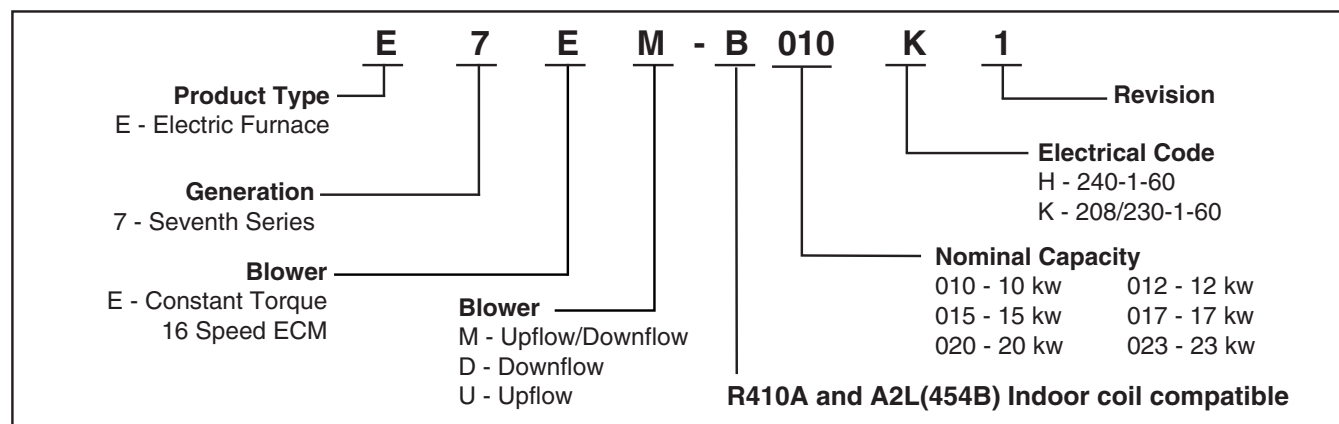 E 7 E M - B 010 K 1
Product Type
E - Electric Furnace
Generation
7 - Seventh Series
Blower
E - Constant Torque
16 Speed ECM
Blower
M - Upflow/Downflow
D - Downflow
U - Upflow
Revision
Electrical Code
H - 240-1-60
K - 208/230-1-60
Nominal Capacity
010 - 10 kw 012 - 12 kw
015 - 15 kw 017 - 17 kw
020 - 20 kw 023 - 23 kw
R410A and A2L(454B) Indoor coil compatible